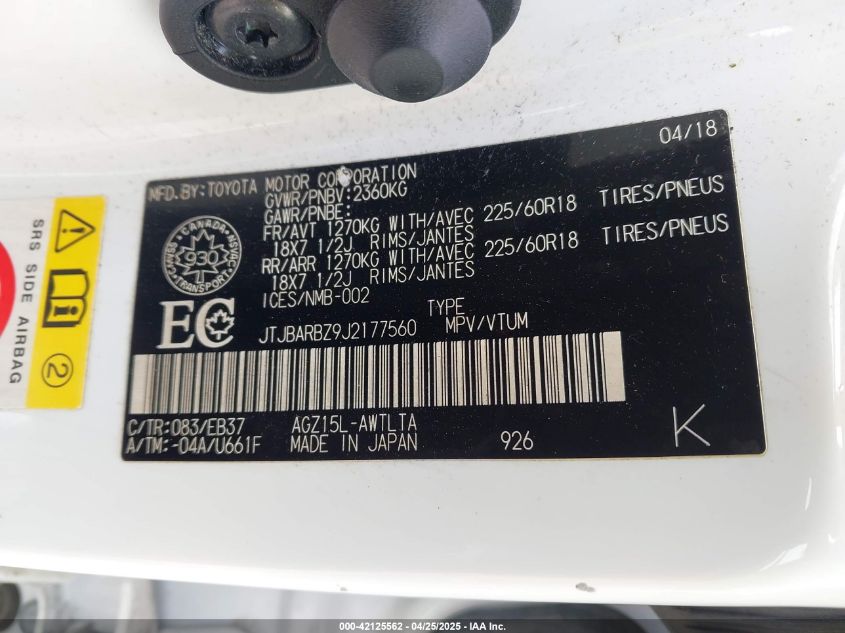 04/18
MFD.BY:TOYOTA MOTOR CORPORATION
GVWR/PNBV:2360KG
GAWR/PNBE:
FR/AVT 1270KG WITH/AVEC 225/60R18 TIRES/PNEUS
18X7 1/2J RIMS/JANTES
RR/ARR 1270KG WITH/AVEC 225/60R18 TIRES/PNEUS
18X7 1/2J RIMS/JANTES
ICES/NMB-002
CANADA
930
TRANSPORT
EC
TYPE
JTJBARBZ9J2177560 MPV/VTUM
C/TR:083/EB37 AGZ15L-AWTLTA
A/TM:-04A/U661F MADE IN JAPAN 926
K
SRS SIDE AIRBAG
2
000-42125562 - 04/25/2025 - IAA Inc.